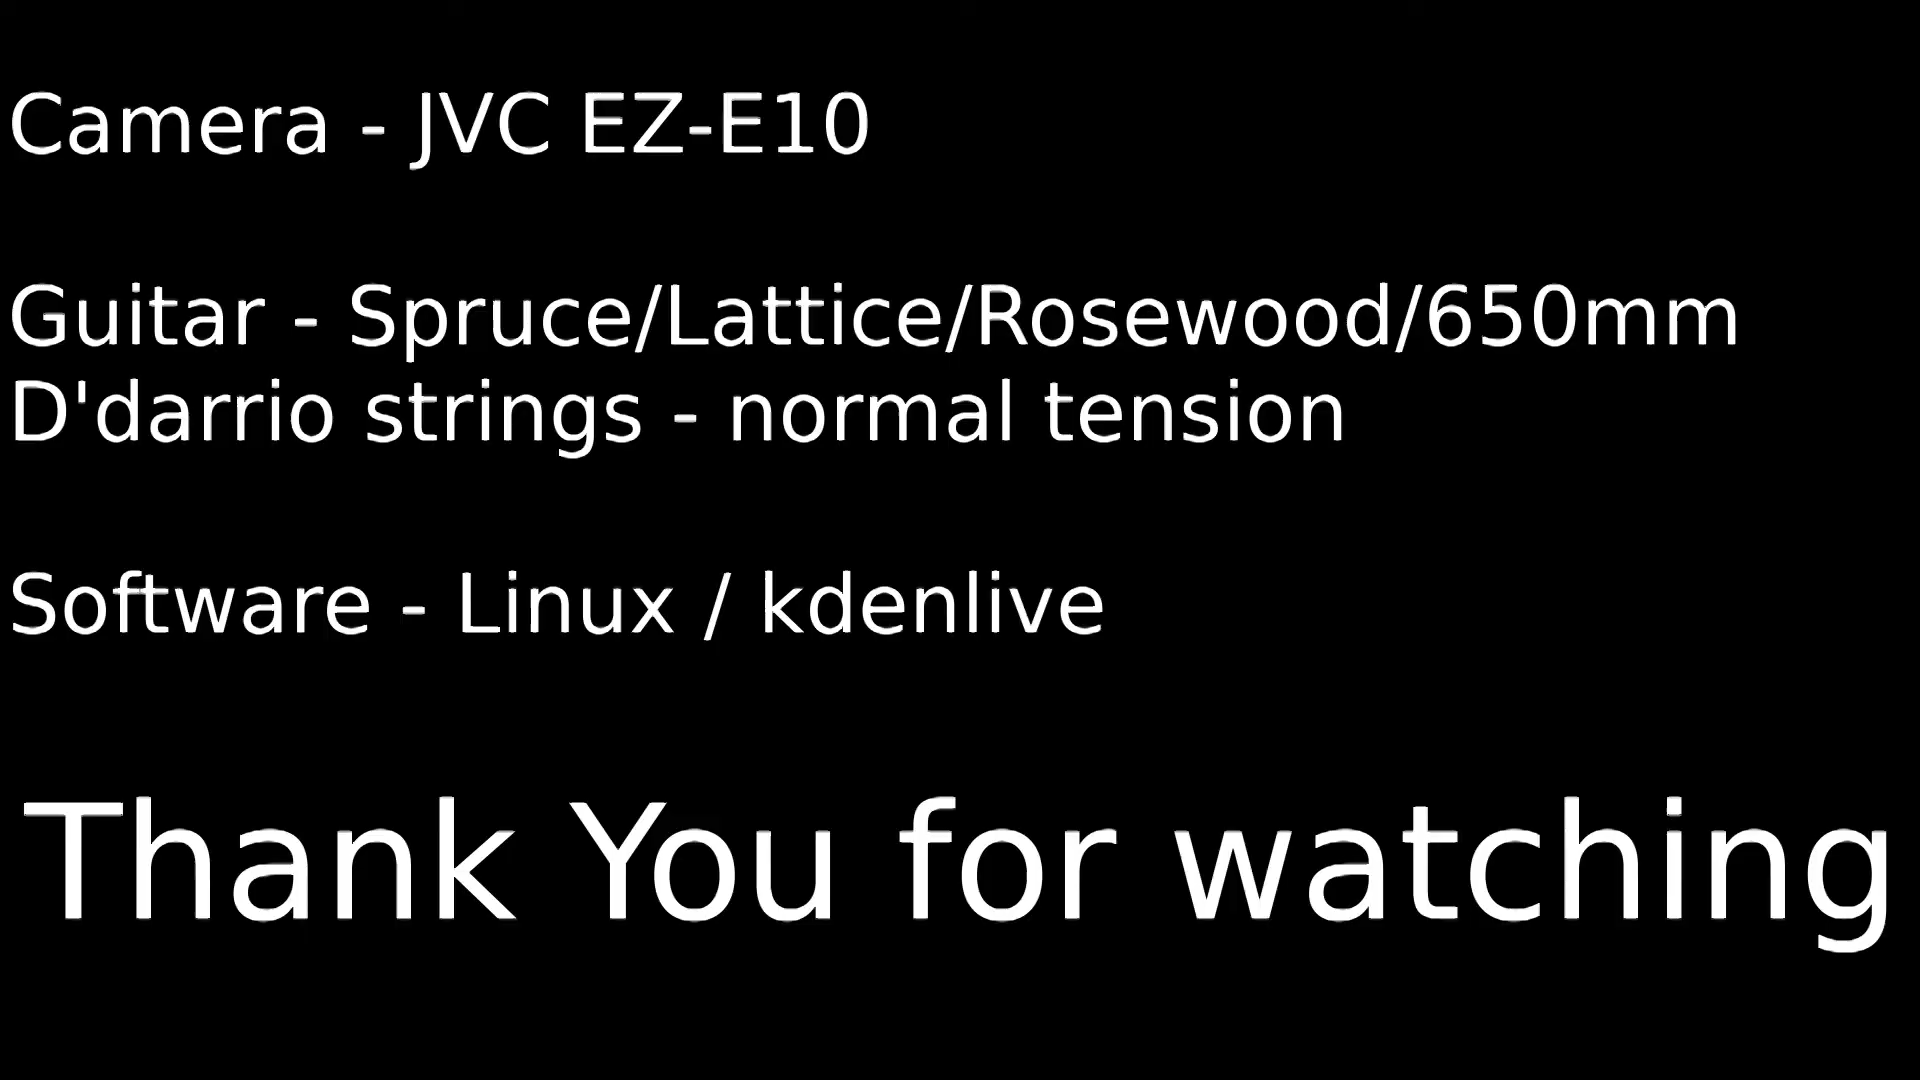 Camera - JVC EZ-E10
Guitar - Spruce/Lattice/Rosewood/650mm
D'darrio strings - normal tension
Software - Linux / kdenlive
Thank You for watching